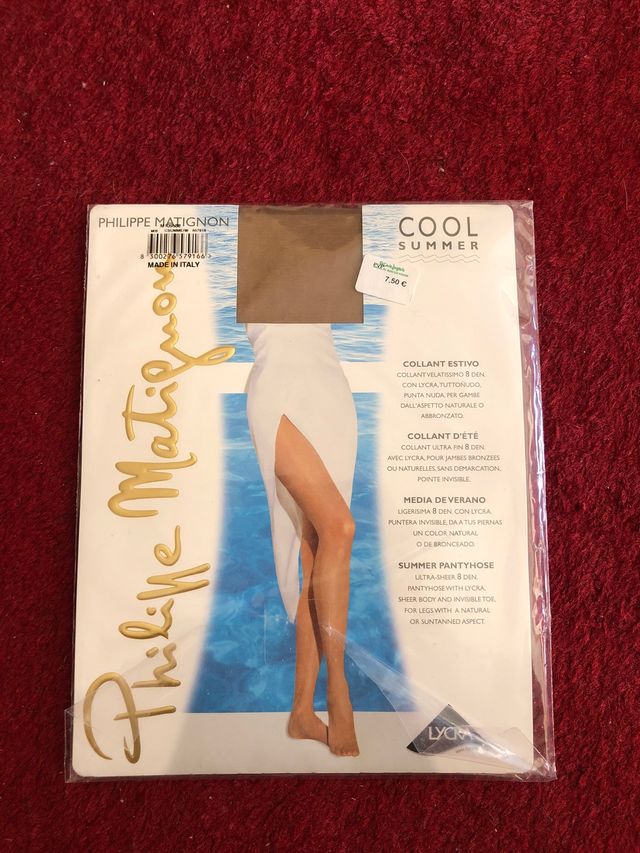 PHILIPPE MATIGNON
8 300276 579166 >
MADE IN ITALY
COOL
SUMMER
7.50 €
Philippe Matignon
COLLANT ESTIVO
COLLANT VELATISSIMO 8 DEN.
CON LYCRA, TUTTONUDO,
PUNTA NUDA, PER GAMBE
DALL'ASPETTO NATURALE O
ABBRONZATO.
COLLANT D'ÉTÉ
COLLANT ULTRA FIN 8 DEN.
AVEC LYCRA, POUR JAMBES BRONZEES
OU NATURELLES, SANS DEMARCATION,
POINTE INVISIBLE.
MEDIA DE VERANO
LIGERISIMA 8 DEN. CON LYCRA,
PUNTERA INVISIBLE, DA A TUS PIERNAS
UN COLOR NATURAL
O DE BRONCEADO.
SUMMER PANTYHOSE
ULTRA-SHEER 8 DEN.
PANTYHOSE WITH LYCRA,
SHEER BODY AND INVISIBLE TOE,
FOR LEGS WITH A NATURAL
OR SUNTANNED ASPECT.
LYCRA